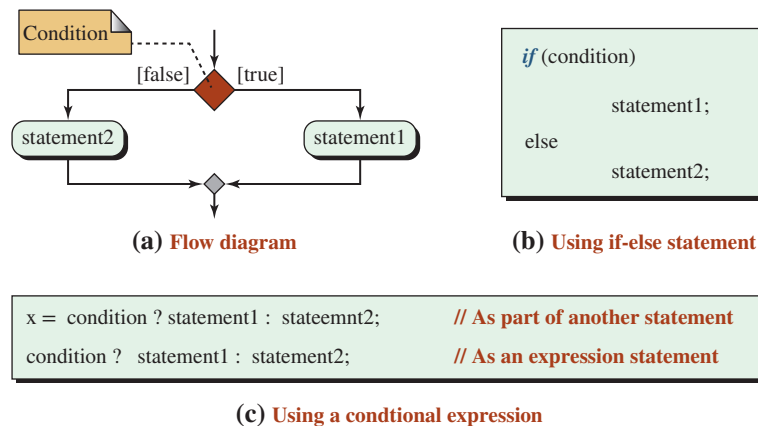 Condition
[false] [true]
statement2 statement1
(a) Flow diagram
if (condition)
statement1;
else
statement2;
(b) Using if-else statement
x = condition ? statement1 : stateemnt2; // As part of another statement
condition ? statement1 : statement2; // As an expression statement
(c) Using a condtional expression